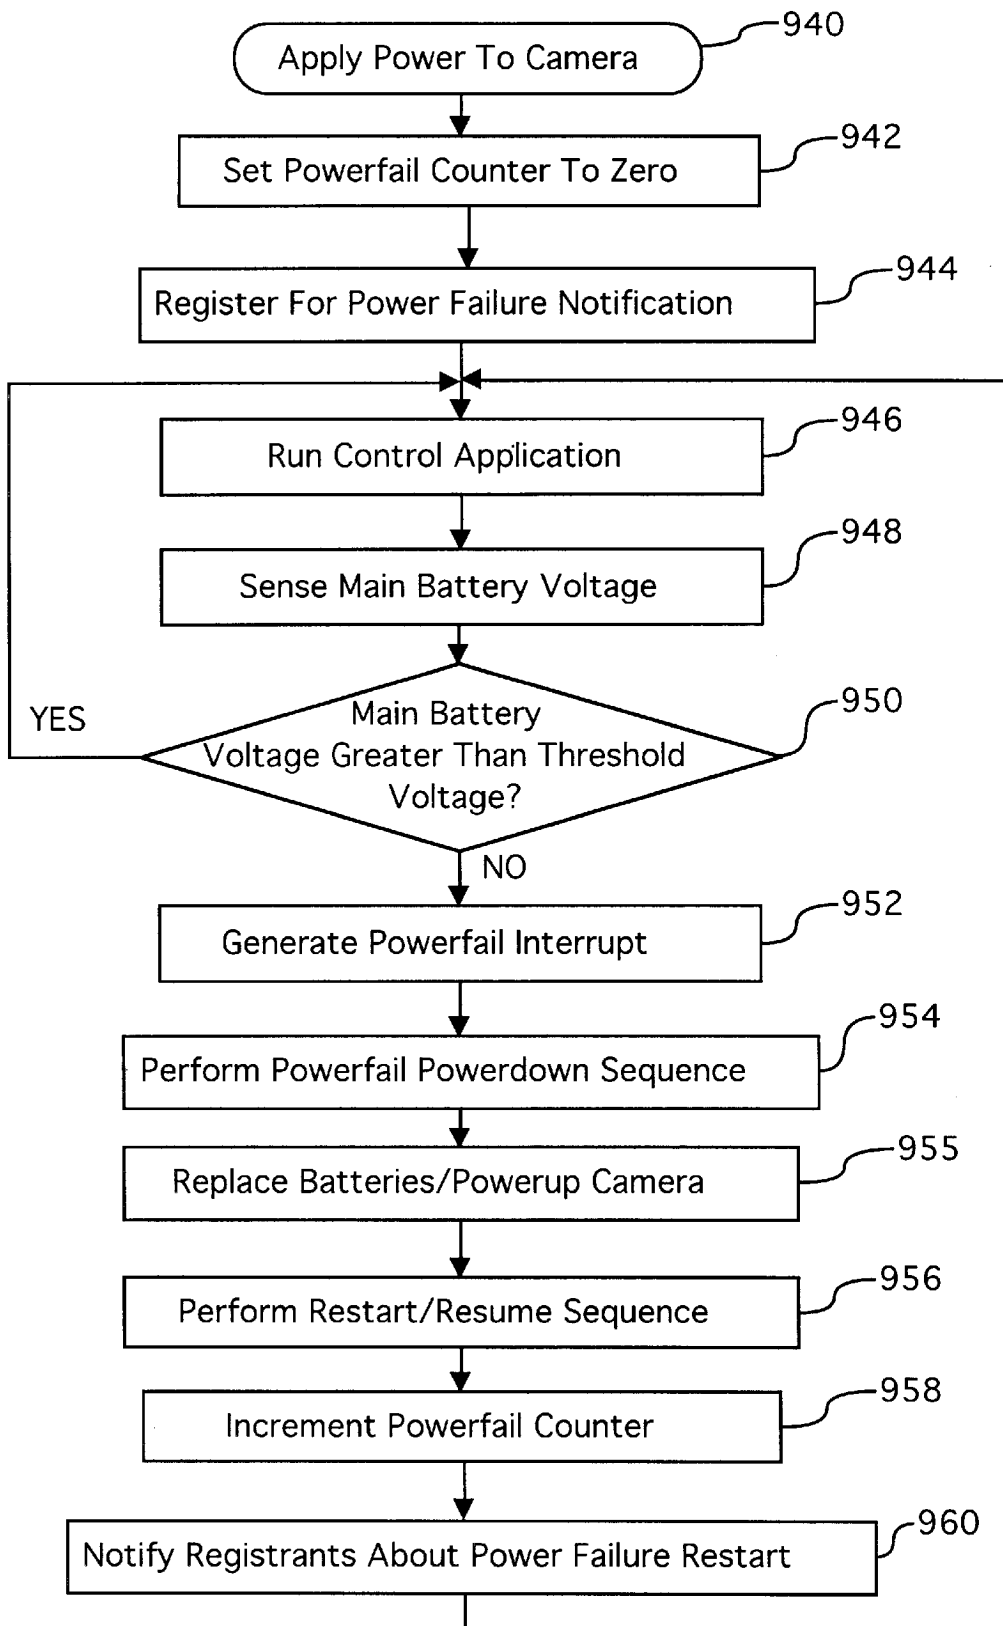 940
Apply Power To Camera
942
Set Powerfail Counter To Zero
944
Register For Power Failure Notification
946
Run Control Application
948
Sense Main Battery Voltage
950
YES
Main Battery
Voltage Greater Than Threshold
Voltage?
NO
952
Generate Powerfail Interrupt
954
Perform Powerfail Powerdown Sequence
955
Replace Batteries/Powerup Camera
956
Perform Restart/Resume Sequence
958
Increment Powerfail Counter
960
Notify Registrants About Power Failure Restart